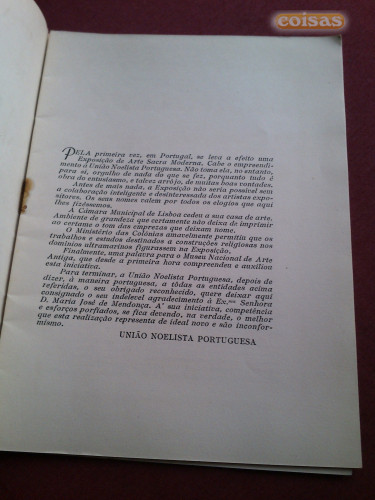 coisas
PELA primeira vez, em Portugal, se leva a efeito uma
Exposição de Arte Sacra Moderna. Cabe o empreendi-
mento à União Noelista Portuguesa. Não toma ela, no entanto,
para si, orgulho de nada do que se fez, porquanto tudo é
obra do entusiasmo, e talvez arrôjo, de muitas boas vontades.
Antes de mais nada, a Exposição não seria possível sem
a colaboração inteligente e desinteressada dos artistas expo-
sitores. Os seus nomes calem por todos os elogios que aqui
lhes fizéssemos.
A Câmara Municipal de Lisboa cedeu a sua casa de arte.
Ambiente de grandeza que certamente não deixa de imprimir
ao certame o tom das emprezas que deixam nome.
O Ministério das Colónias amavelmente permitiu que os
trabalhos e estudos destinados a construções religiosas nos
domínios ultramarinos figurassem na Exposição.
Finalmente, uma palavra para o Museu Nacional de Arte
Antiga, que desde a primeira hora compreendeu e auxiliou
esta iniciativa.
Para terminar, a União Noelista Portuguesa, depois de
dizer, à maneira portuguesa, a tôdas as entidades acima
referidas, o seu obrigado reconhecido, quere deixar aqui
consignado o seu indelével agradecimento à Ex.ma Senhora
D. Maria José de Mendonça. A' sua iniciativa, competência
e esforços porfiados, se fica devendo, na verdade, o melhor
que esta realização representa de ideal novo e são inconfor-
mismo.
UNIÃO NOELISTA PORTUGUESA